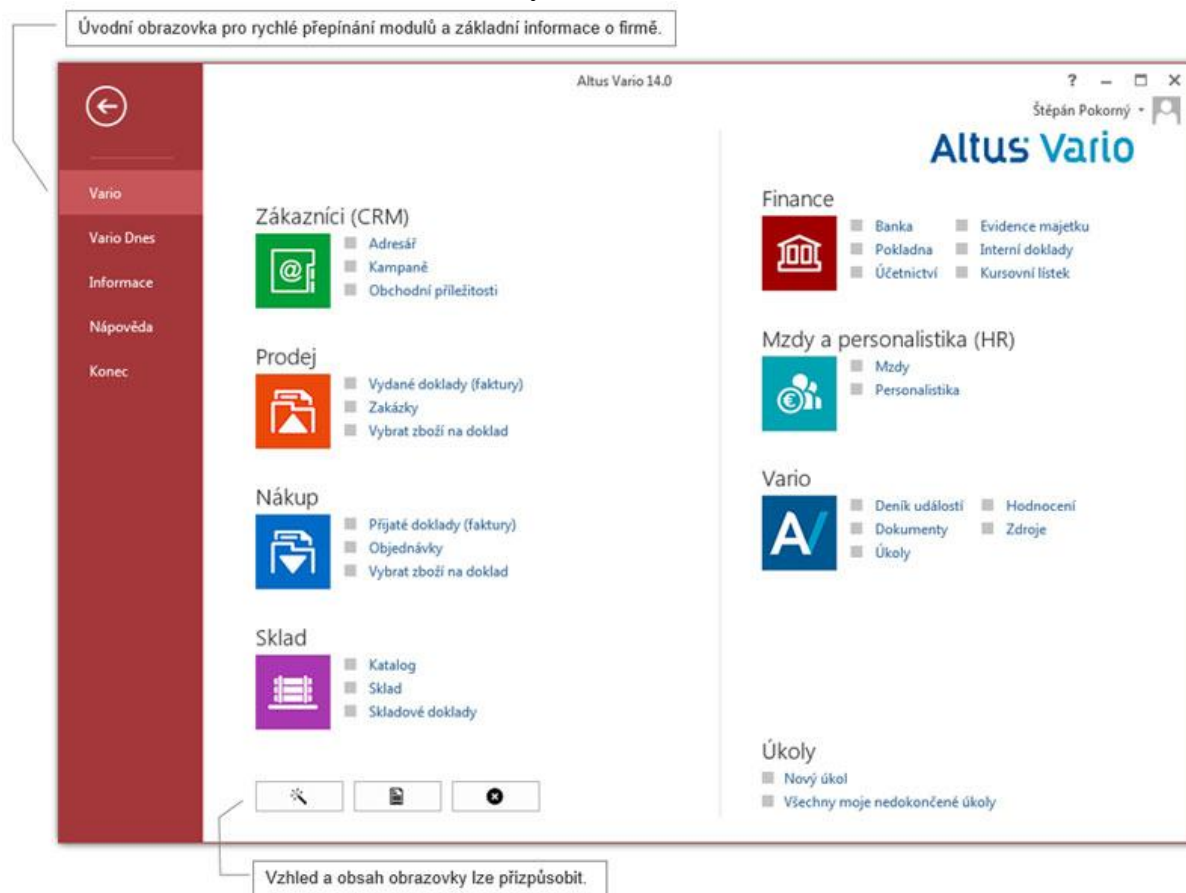 Úvodní obrazovka pro rychlé přepínání modulů a základní informace o firmě.
Altus Vario 14.0
Štěpán Pokorný
Altus Vario
Vario
Vario Dnes
Informace
Nápověda
Konec
Zákazníci (CRM)
Adresář
Kampaně
Obchodní příležitosti
Prodej
Vydané doklady (faktury)
Zakázky
Vybrat zboží na doklad
Nákup
Přijaté doklady (faktury)
Objednávky
Vybrat zboží na doklad
Sklad
Katalog
Sklad
Skladové doklady
Finance
Banka
Pokladna
Účetnictví
Evidence majetku
Interní doklady
Kursovní lístek
Mzdy a personalistika (HR)
Mzdy
Personalistika
Vario
Deník událostí
Dokumenty
Úkoly
Hodnocení
Zdroje
Úkoly
Nový úkol
Všechny moje nedokončené úkoly
Vzhled a obsah obrazovky lze přizpůsobit.